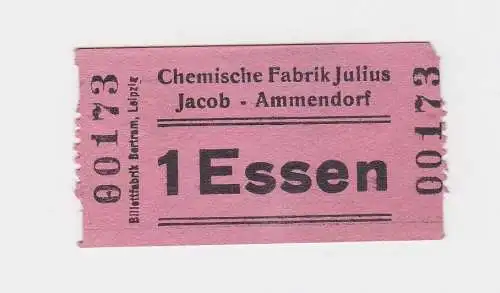 00173
Billettfabrik Bertram, Leipzig
Chemische Fabrik Julius
Jacob - Ammendorf
1 Essen
00173